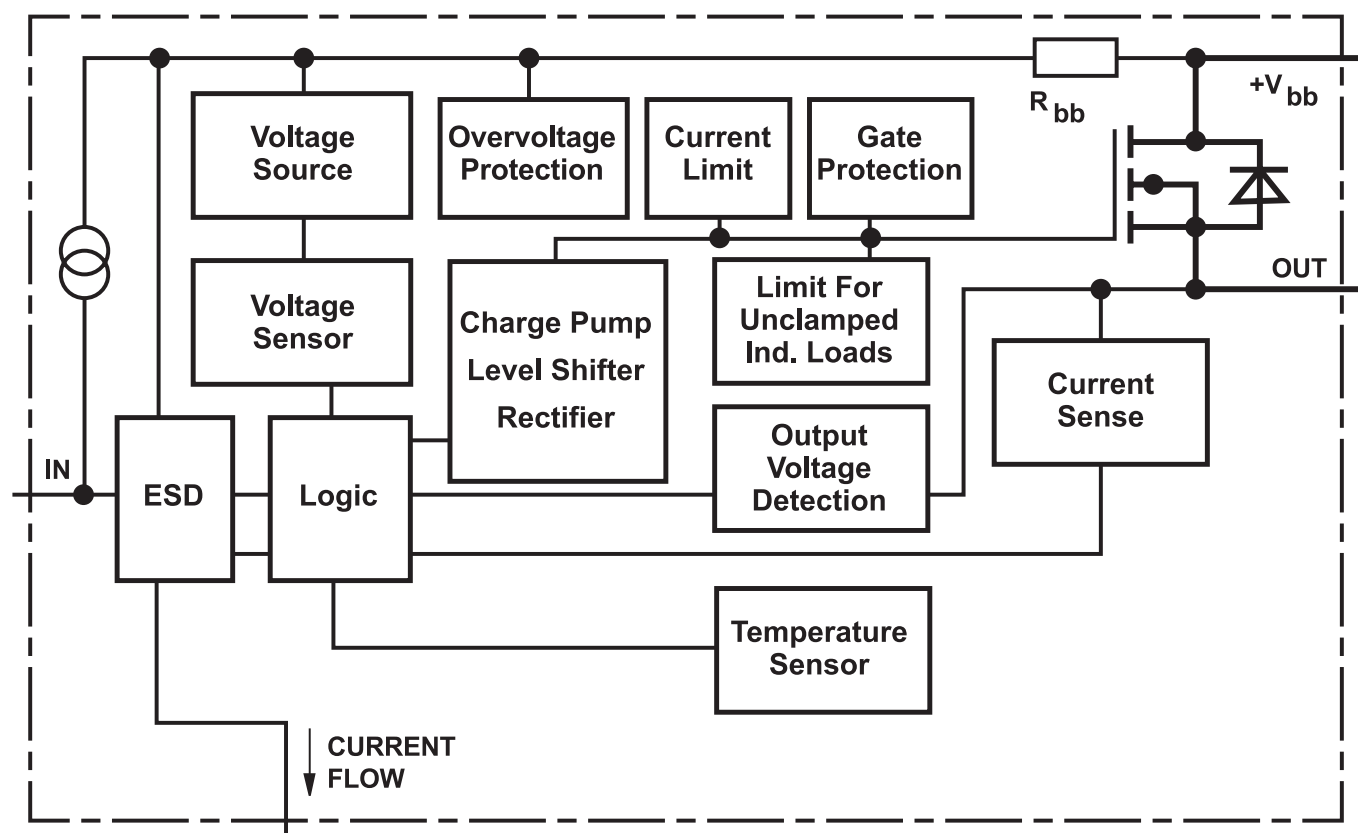 R bb
+V bb
Voltage
Source
Overvoltage
Protection
Current
Limit
Gate
Protection
OUT
Voltage
Sensor
Charge Pump
Level Shifter
Rectifier
Limit For
Unclamped
Ind. Loads
Current
Sense
IN
ESD
Logic
Output
Voltage
Detection
Temperature
Sensor
CURRENT
FLOW